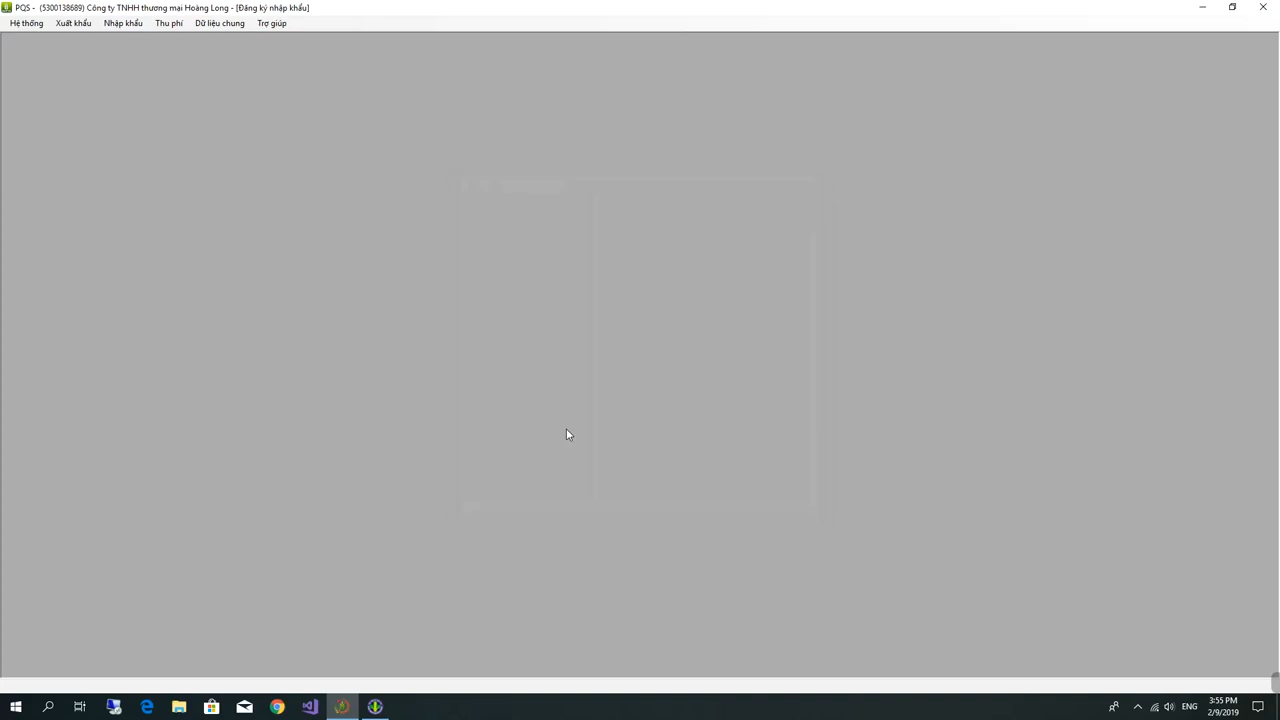 PQS - (5300138689) Công ty TNHH thương mại Hoàng Long - [Đăng ký nhập khẩu]
Hệ thống Xuất khẩu Nhập khẩu Thu phí Dữ liệu chung Trợ giúp
ENG
3:55 PM
2/9/2019